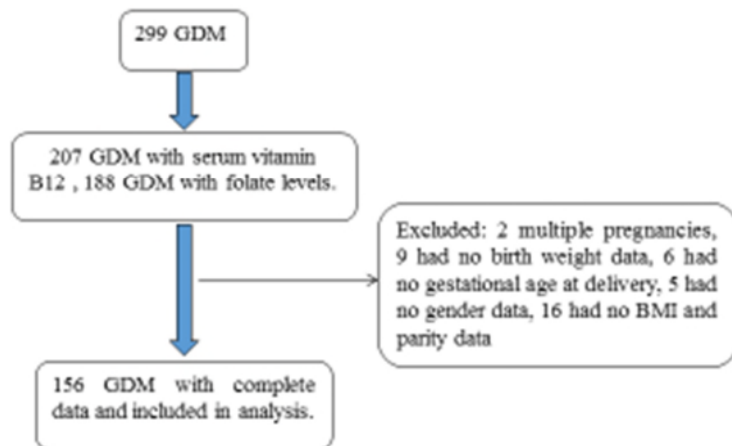 299 GDM
207 GDM with serum vitamin
B12 , 188 GDM with folate levels.
Excluded: 2 multiple pregnancies,
9 had no birth weight data, 6 had
no gestational age at delivery, 5 had
no gender data, 16 had no BMI and
parity data
156 GDM with complete
data and included in analysis.